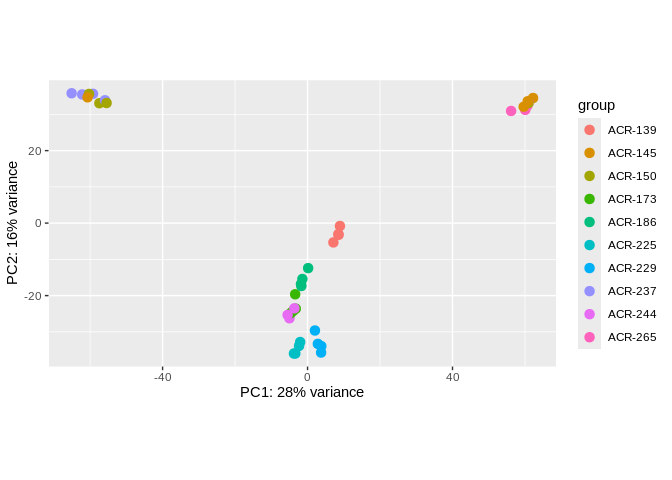 group
ACR-139
ACR-145
ACR-150
ACR-173
ACR-186
ACR-225
ACR-229
ACR-237
ACR-244
ACR-265
PC2: 16% variance
20
0
-20
-40
0
40
PC1: 28% variance